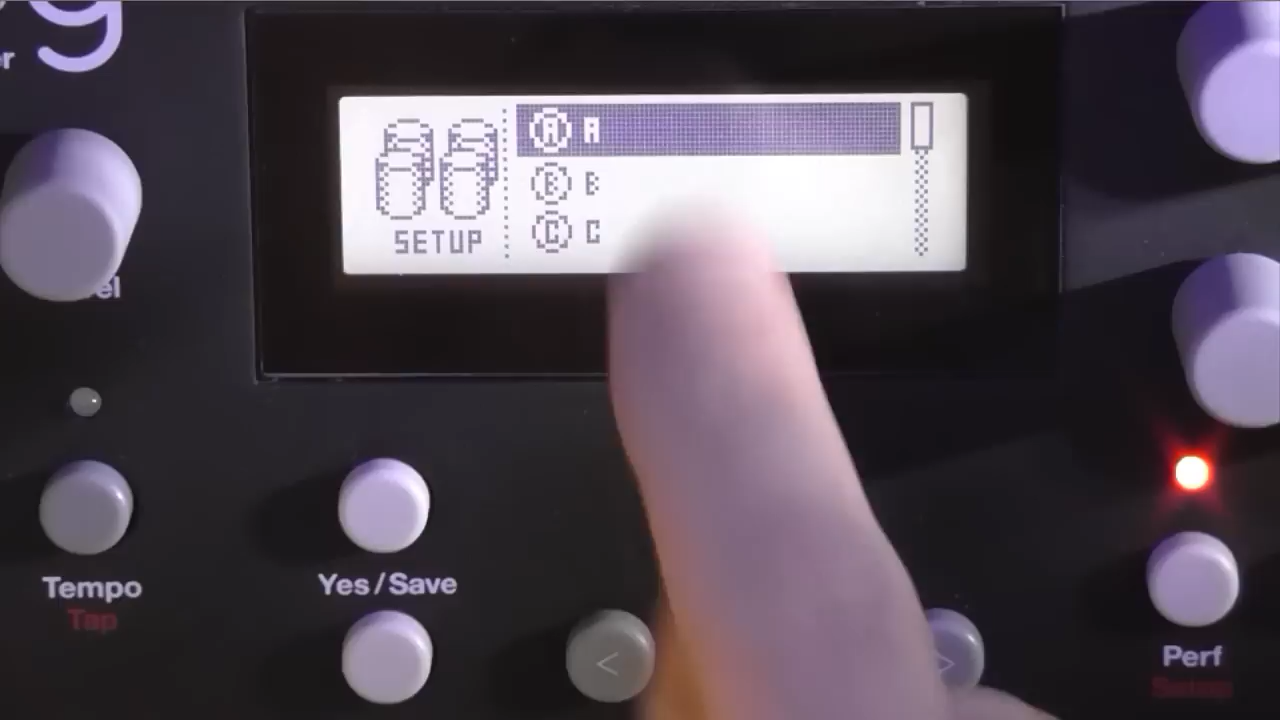 A A
B B
C C
SETUP
Tempo
Tap
Yes/Save
<
>
Perf